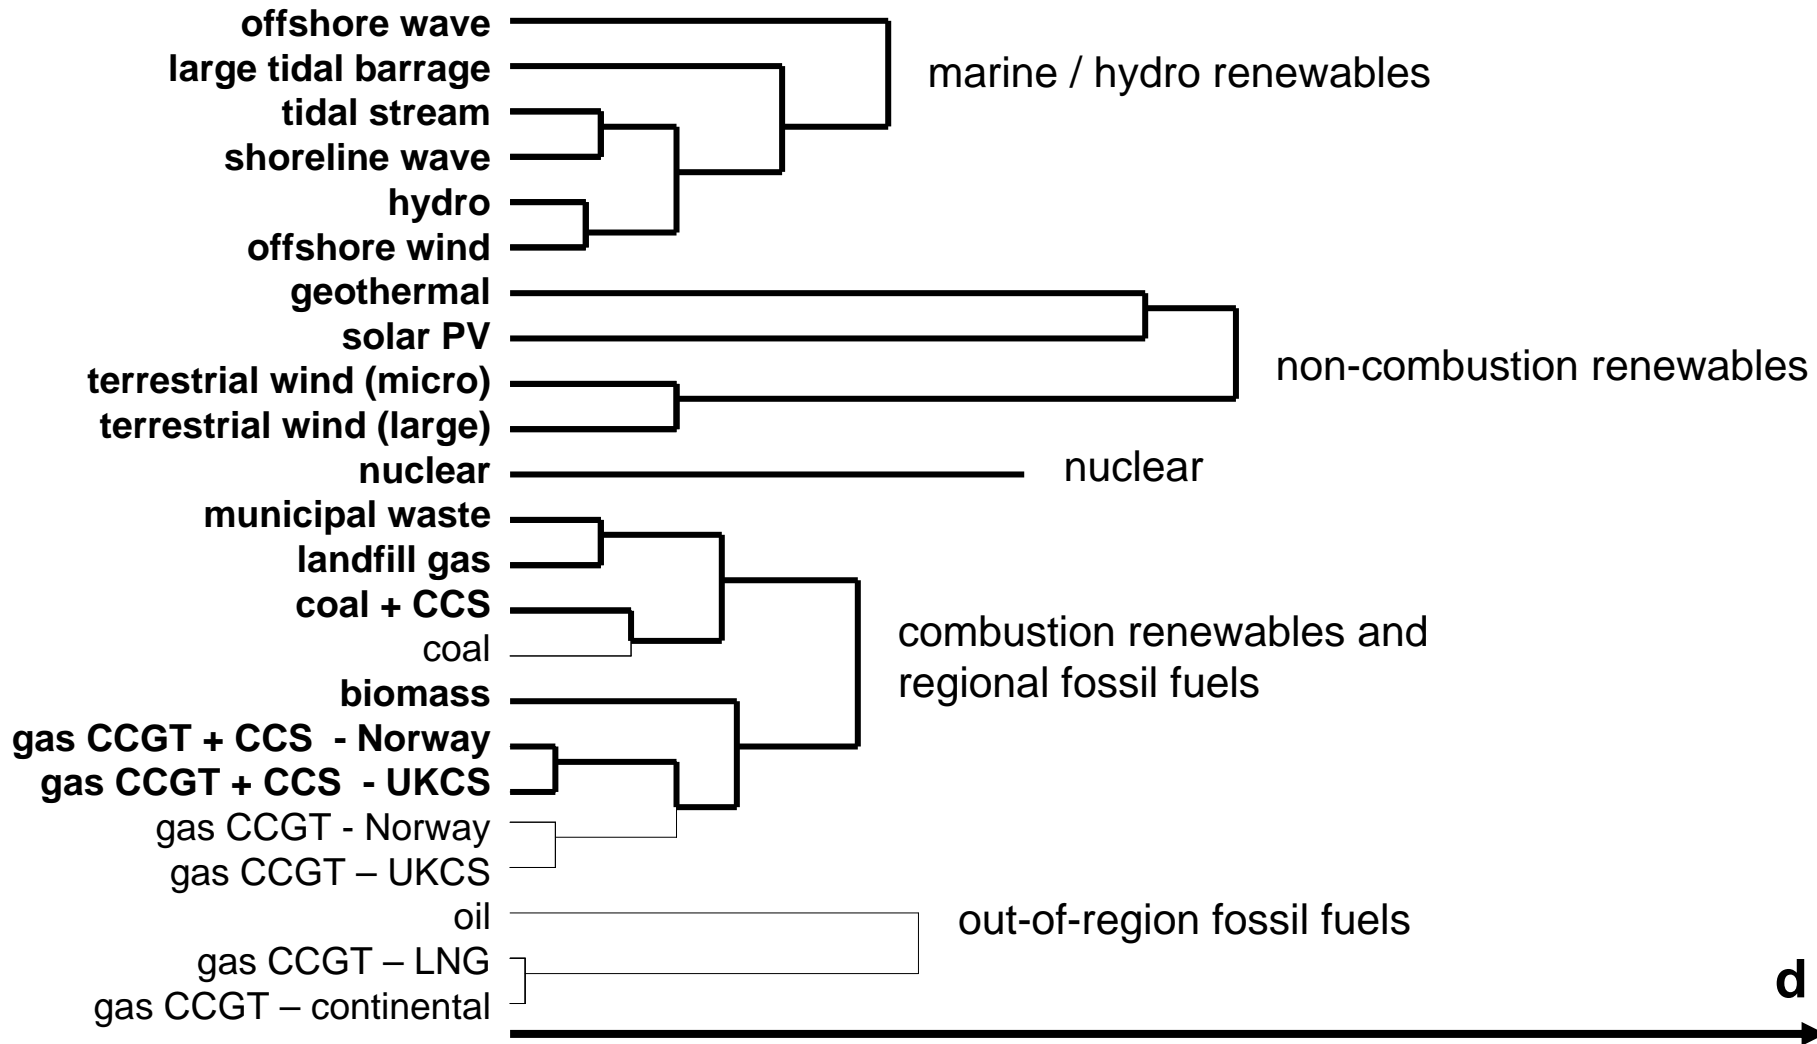 offshore wave
large tidal barrage
marine / hydro renewables
tidal stream
shoreline wave
hydro
offshore wind
geothermal
solar PV
non-combustion renewables
terrestrial wind (micro)
terrestrial wind (large)
nuclear
nuclear
municipal waste
landfill gas
coal + CCS
coal
combustion renewables and
regional fossil fuels
biomass
gas CCGT + CCS - Norway
gas CCGT + CCS - UKCS
gas CCGT - Norway
gas CCGT – UKCS
oil
out-of-region fossil fuels
gas CCGT – LNG
gas CCGT – continental
d